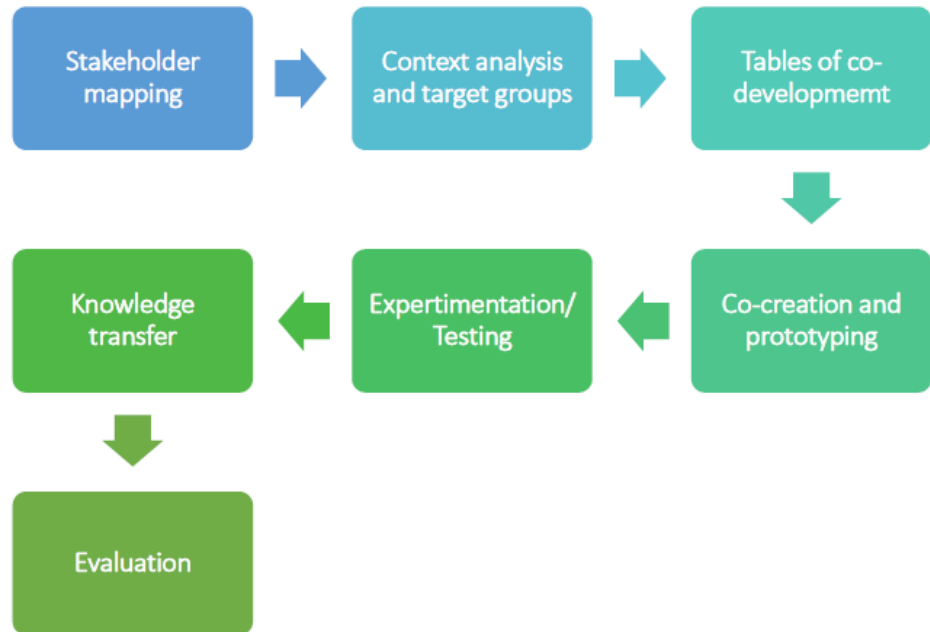 Stakeholder
mapping
Context analysis
and target groups
Tables of co-
developmemt
Co-creation and
prototyping
Expertimentation/
Testing
Knowledge
transfer
Evaluation